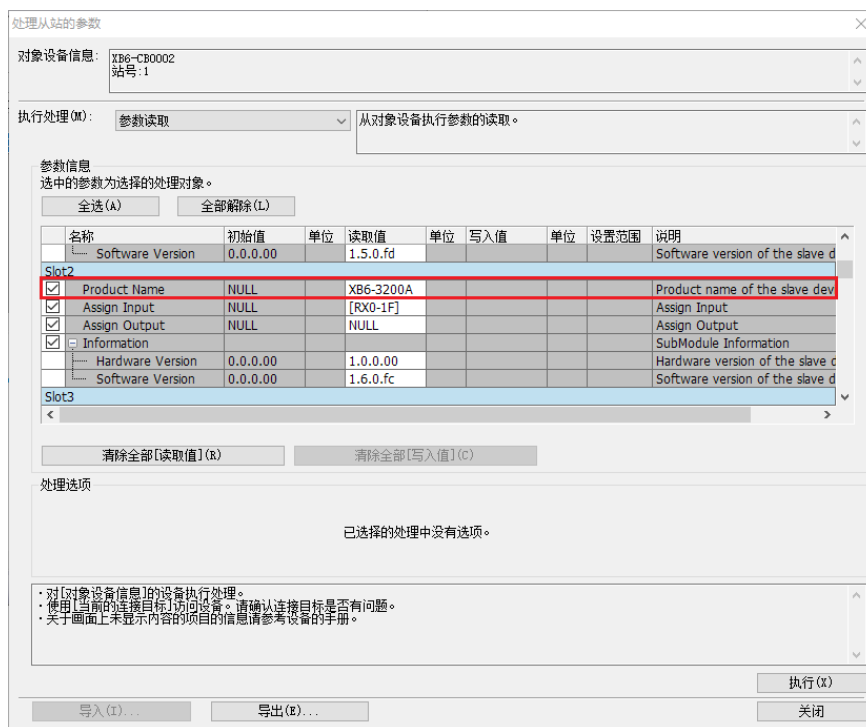 处理从站的参数
对象设备信息: XB6-CB0002
站号:1
执行处理(M): 参数读取 从对象设备执行参数的读取。
参数信息
选中的参数为选择的处理对象。
全选(A) 全部解除(L)
名称 初始值 单位 读取值 单位 写入值 单位 设置范围 说明
Software Version 0.0.0.00 1.5.0.fd Software version of the slave d
Slot2
Product Name NULL XB6-3200A Product name of the slave dev
Assign Input NULL [RX0-1F] Assign Input
Assign Output NULL NULL Assign Output
Information SubModule Information
Hardware Version 0.0.0.00 1.0.0.00 Hardware version of the slave d
Software Version 0.0.0.00 1.6.0.fc Software version of the slave d
Slot3
清除全部[读取值](R) 清除全部[写入值](C)
处理选项
已选择的处理中没有选项。
·对[对象设备信息]的设备执行处理。
·使用[当前的连接目标]访问设备。请确认连接目标是否有问题。
·关于画面上未显示内容的项目的信息请参考设备的手册。
执行(X)
导入(I)... 导出(E)... 关闭